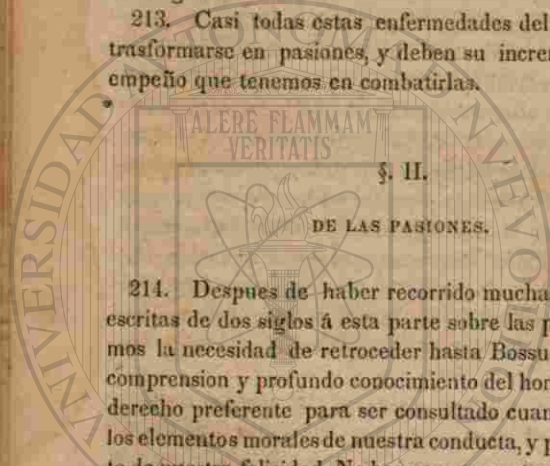 213. Casi todas estas enfermedades del
trasformarse en pasiones, y deben su incre
empeño que tenemos en combatirlas.
ALERE FLAMMAM
VERITATIS
§. II.
DE LAS PASIONES.
214. Despues de haber recorrido mucha
escritas de dos siglos á esta parte sobre las p
mos la necesidad de retroceder hasta Bossu
comprension y profundo conocimiento del hor
derecho preferente para ser consultado cuan
los elementos morales de nuestra conducta, y p